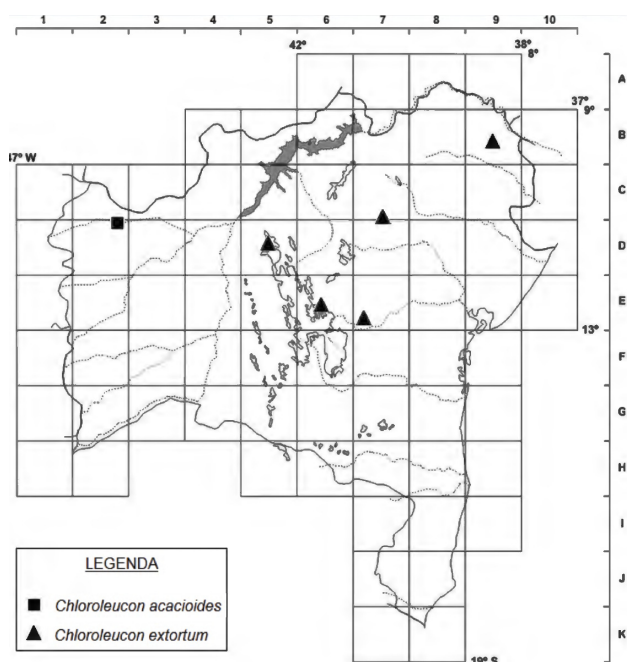 1 2 3 4 5 6 7 8 9 10
42° 38°
8°
A
37°
9°
B
47° W
C
D
E
13°
F
G
H
I
LEGENDA
J
Chloroleucon acacioides
Chloroleucon extortum
K
19° S